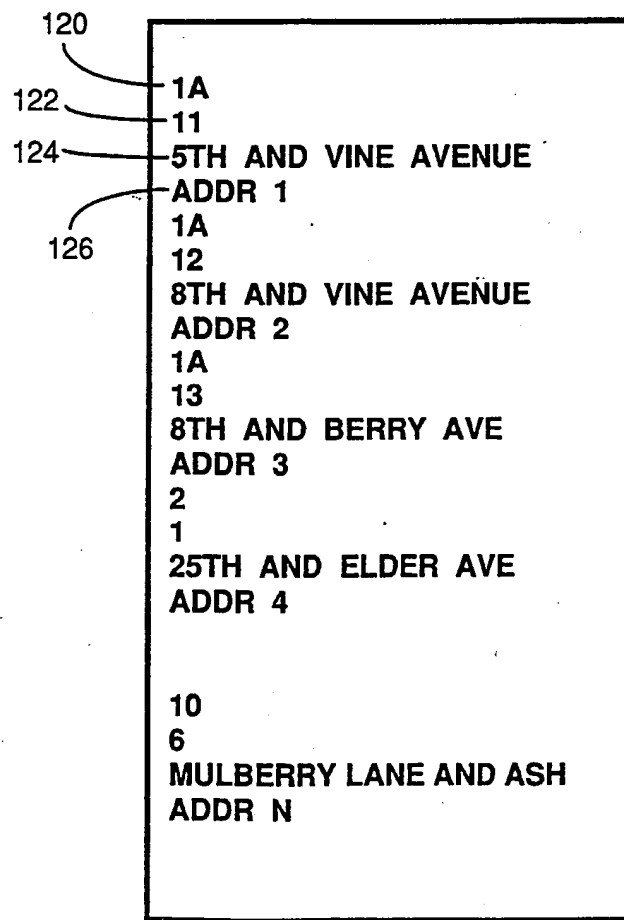 120
122
124
126
1A
11
5TH AND VINE AVENUE
ADDR 1
1A
12
8TH AND VINE AVENUE
ADDR 2
1A
13
8TH AND BERRY AVE
ADDR 3
2
1
25TH AND ELDER AVE
ADDR 4
10
6
MULBERRY LANE AND ASH
ADDR N